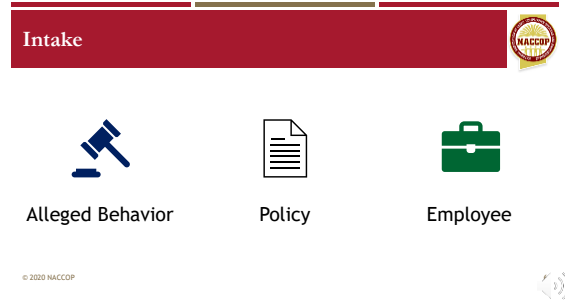 Intake
NACCOP
Alleged Behavior
Policy
Employee
© 2020 NACCOP